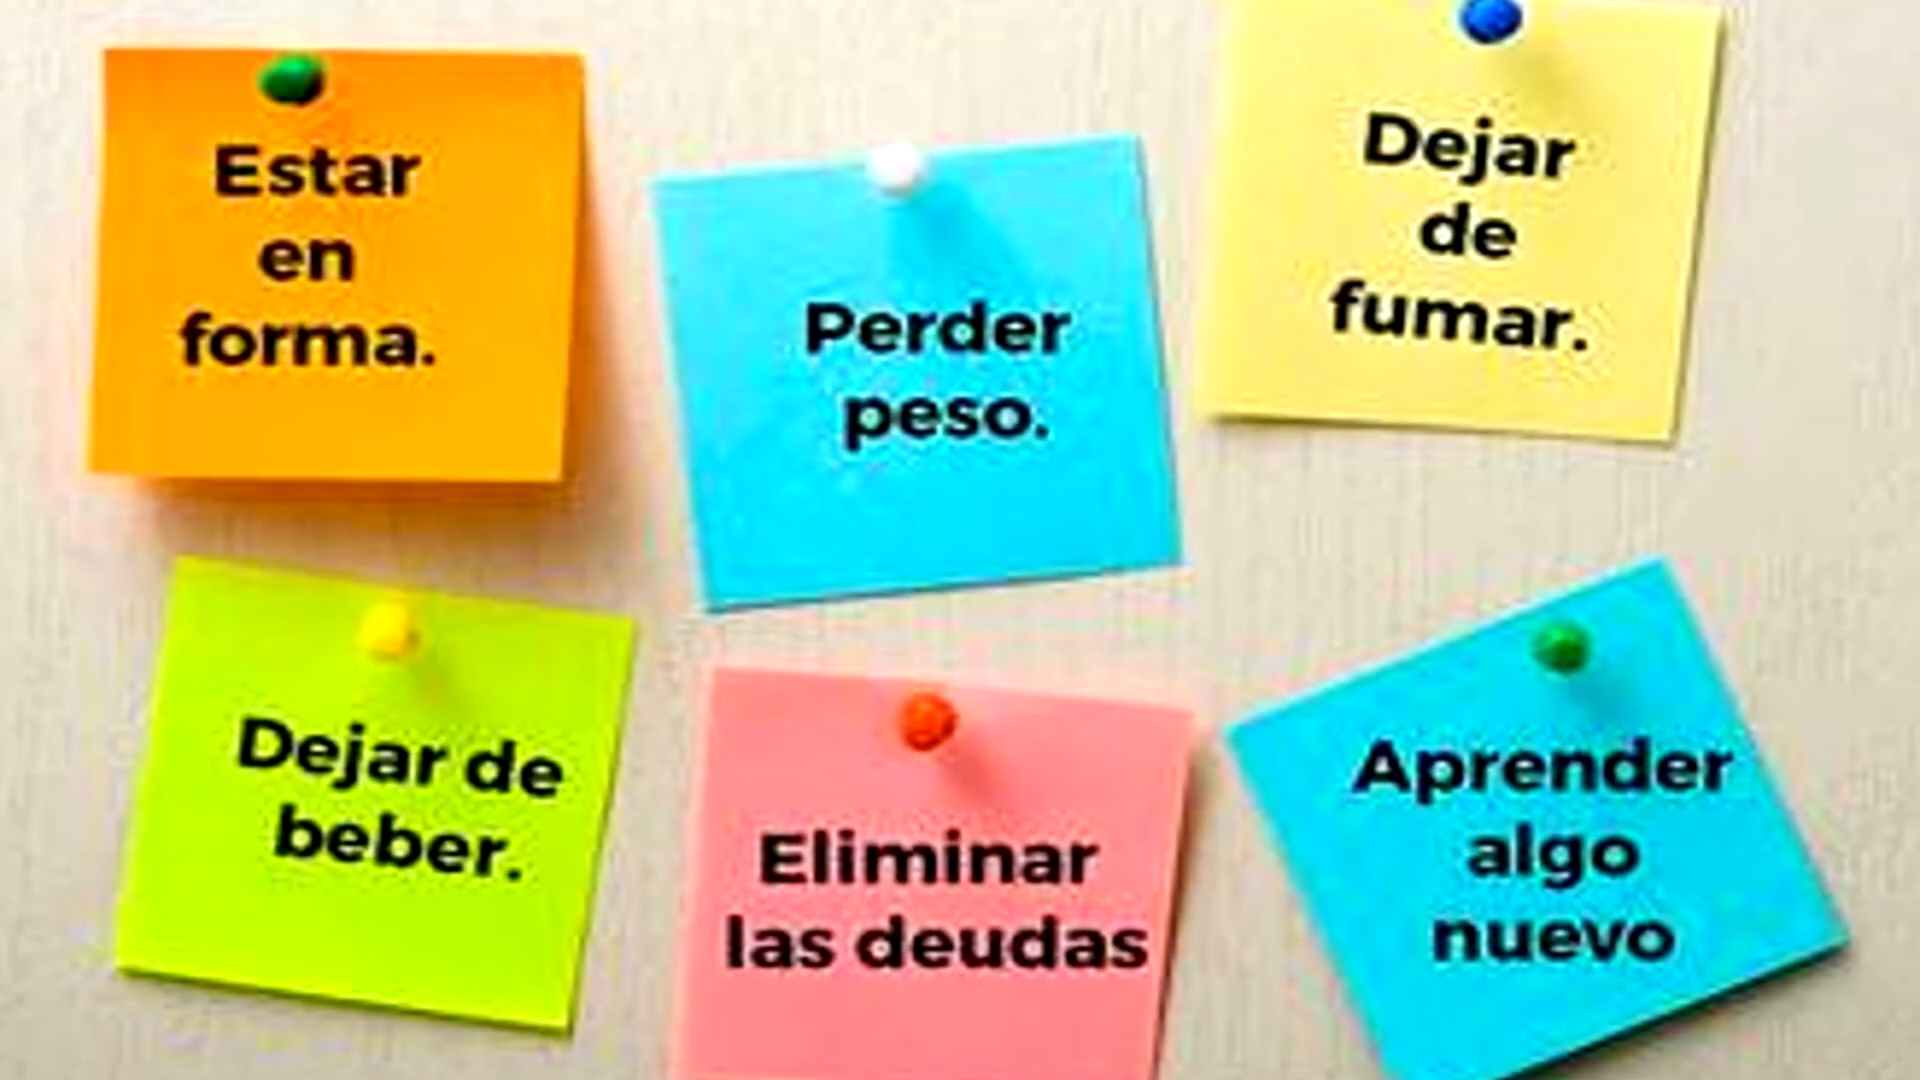 Estar
en
forma.
Perder
peso.
Dejar
de
fumar.
Dejar de
beber.
Eliminar
las deudas
Aprender
algo
nuevo